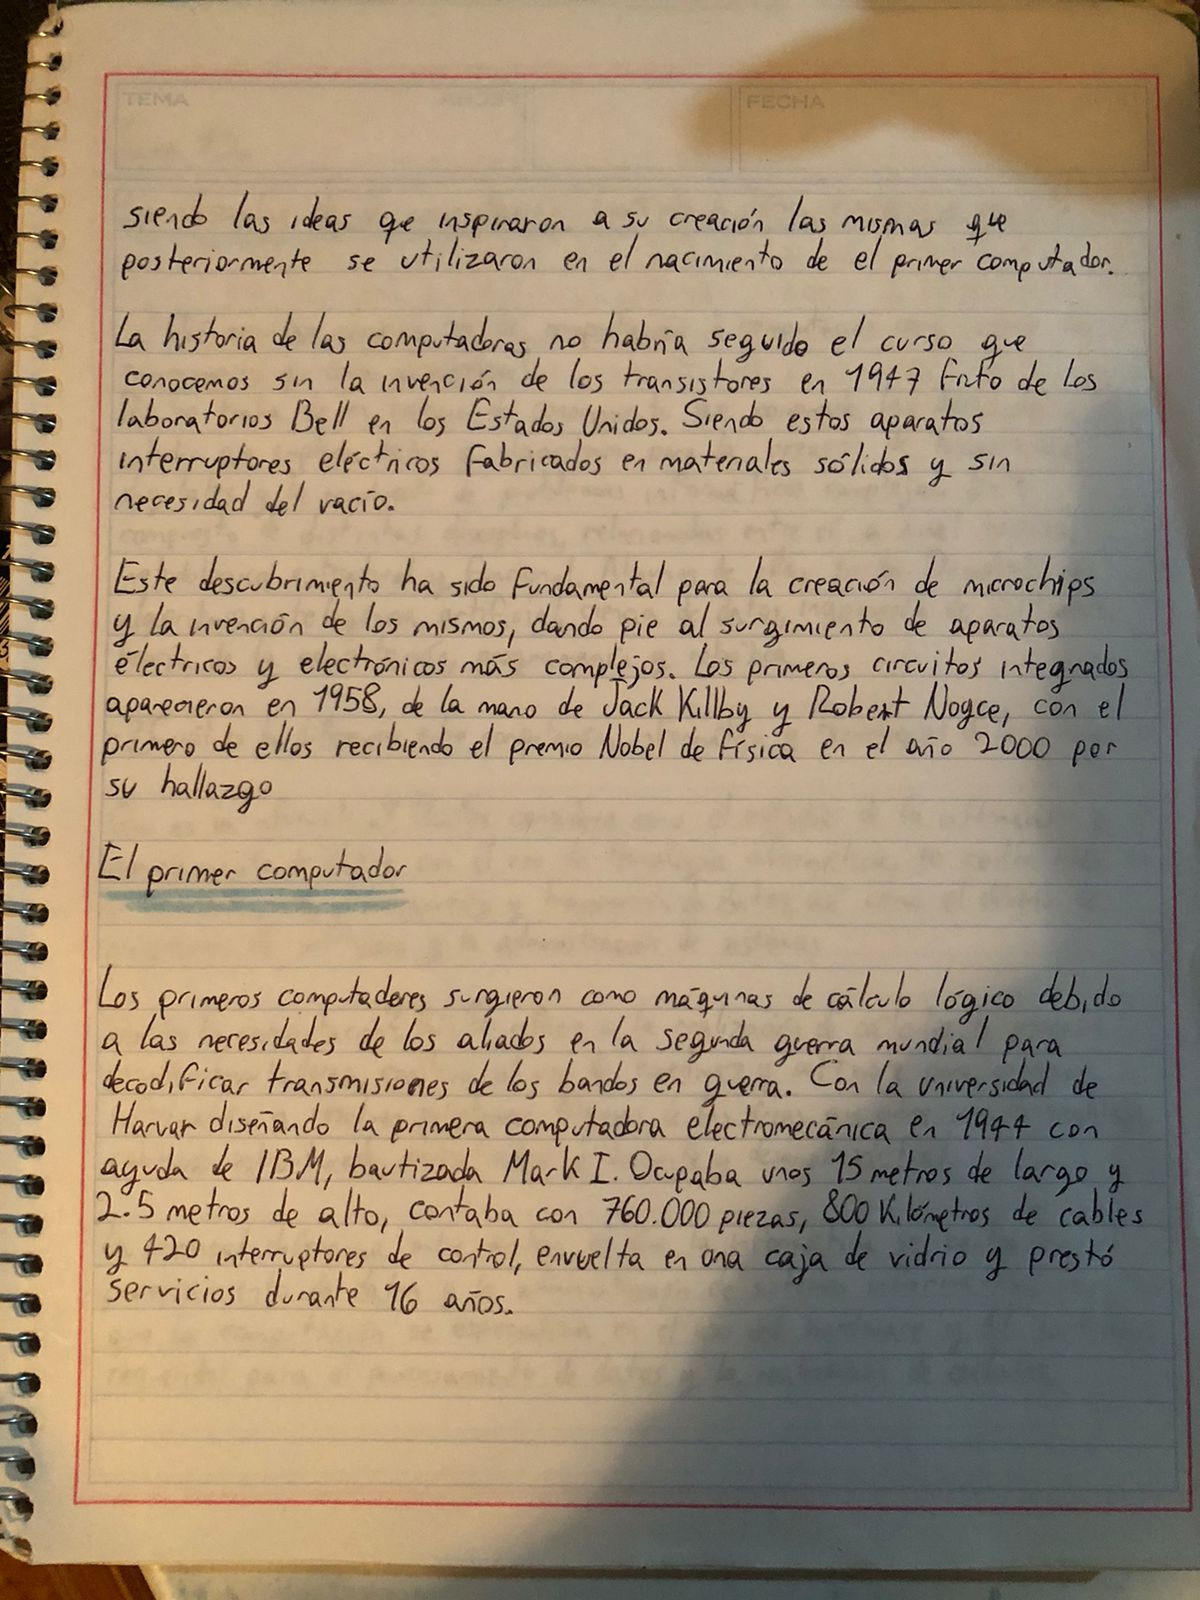 TEMA
FECHA
siendo las ideas que inspiraron a su creación las mismas que
posteriormente se utilizaron en el nacimiento de el primer computador.
La historia de las computadoras no habría seguido el curso que
conocemos sin la invención de los transistores en 1947 fruto de los
laboratorios Bell en los Estados Unidos. Siendo estos aparatos
interruptores eléctricos fabricados en materiales sólidos y sin
necesidad del vacío.
Este descubrimiento ha sido fundamental para la creación de microchips
y la invención de los mismos, dando pie al surgimiento de aparatos
électricos y electrónicos más complejos. Los primeros circuitos integrados
aparecieron en 1958, de la mano de Jack Killby y Robert Noyce, con el
primero de ellos recibiendo el premio Nobel de física en el año 2000 por
su hallazgo
El primer computador
Los primeros computadores surgieron como máquinas de cálculo lógico debido
a las necesidades de los aliados en la segunda guerra mundial para
decodificar transmisiones de los bandos en guerra. Con la universidad de
Harvar diseñando la primera computadora electromecánica en 1944 con
ayuda de IBM, bautizada Mark I. Ocupaba unos 15 metros de largo y
2.5 metros de alto, contaba con 760.000 piezas, 800 Kilómetros de cables
y 420 interruptores de control, envuelta en una caja de vidrio y prestó
servicios durante 16 años.